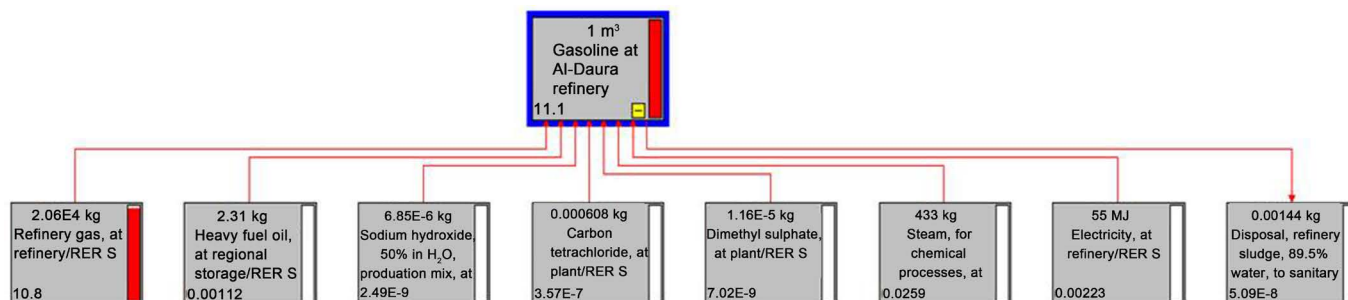 1 m³
Gasoline at
Al-Daura
refinery
11.1
2.06E4 kg
Refinery gas, at
refinery/RER S
10.8
2.31 kg
Heavy fuel oil,
at regional
storage/RER S
0.00112
6.85E-6 kg
Sodium hydroxide,
50% in H₂O,
produation mix, at
2.49E-9
0.000608 kg
Carbon
tetrachloride, at
plant/RER S
3.57E-7
1.16E-5 kg
Dimethyl sulphate,
at plant/RER S
7.02E-9
433 kg
Steam, for
chemical
processes, at
0.0259
55 MJ
Electricity, at
refinery/RER S
0.00223
0.00144 kg
Disposal, refinery
sludge, 89.5%
water, to sanitary
5.09E-8